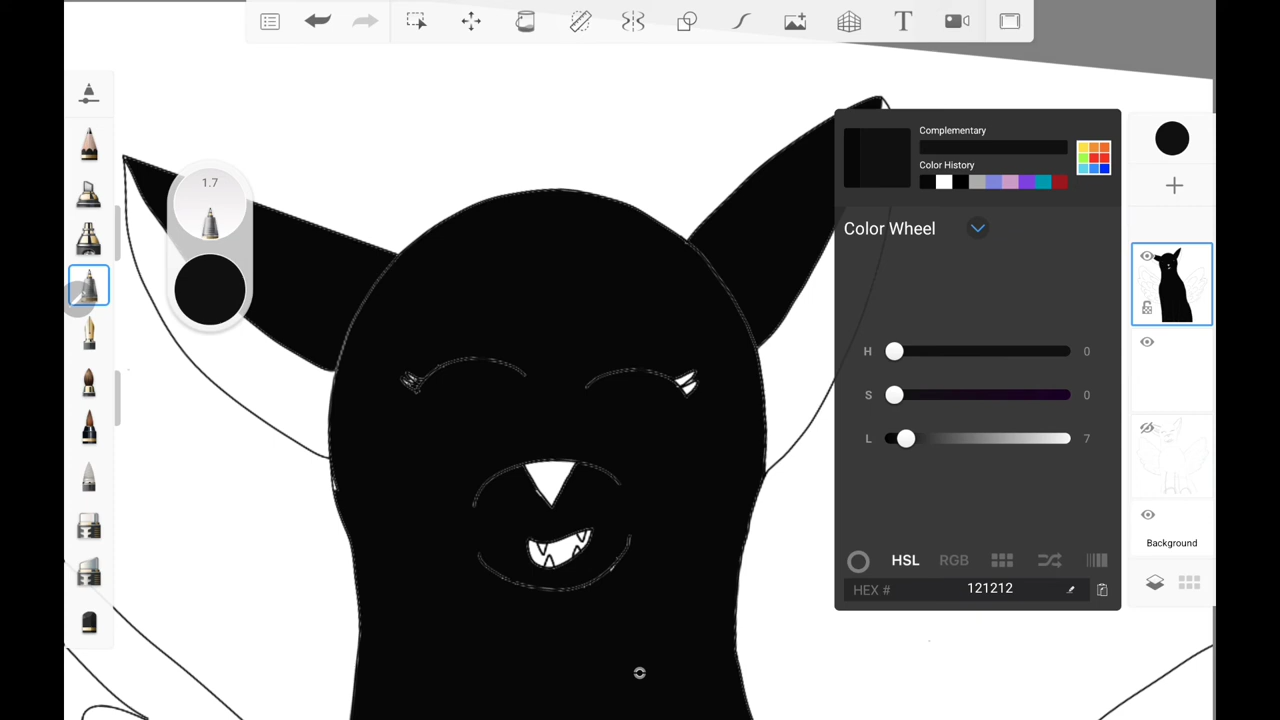 T
1.7
Complementary
Color History
Color Wheel
H 0
S 0
L 7
HSL RGB
HEX # 121212
Background